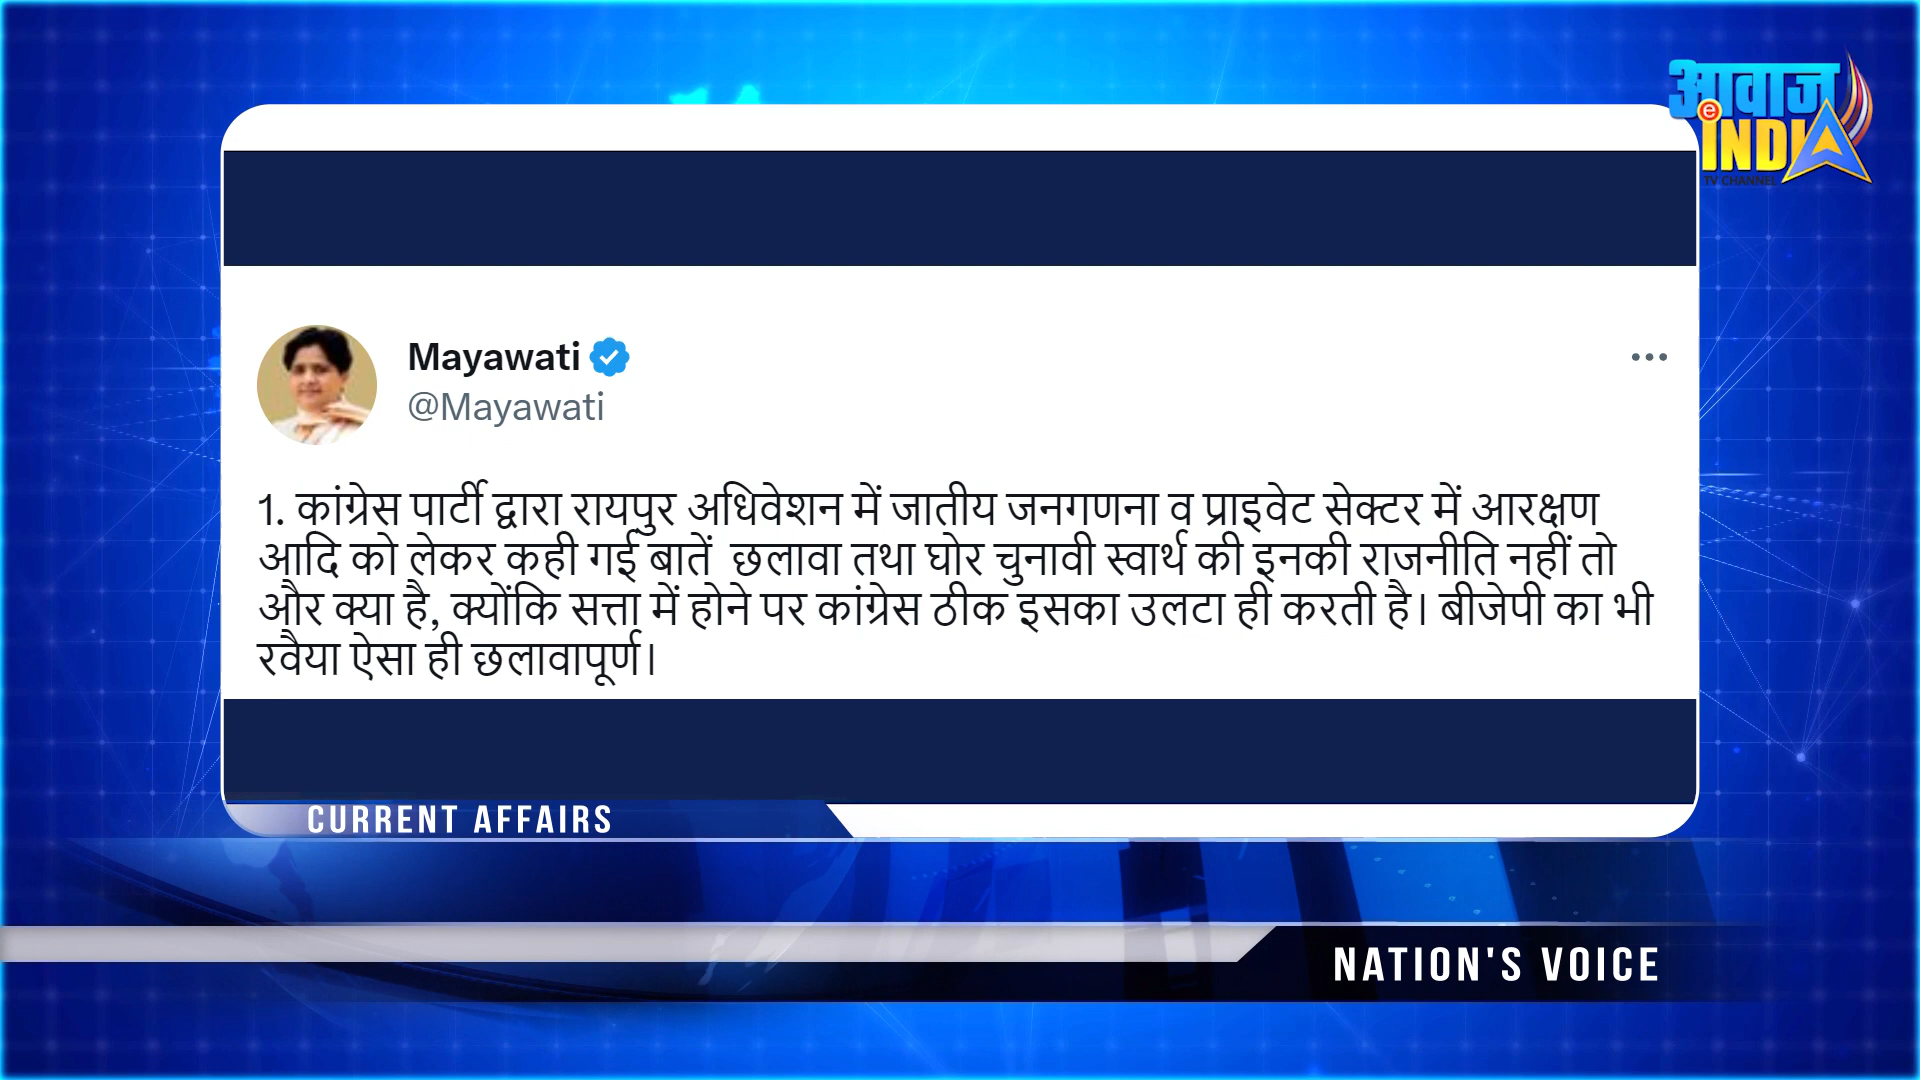 आवाज
e INDIA
TV CHANNEL
Mayawati
@Mayawati
1. कांग्रेस पार्टी द्वारा रायपुर अधिवेशन में जातीय जनगणना व प्राइवेट सेक्टर में आरक्षण
आदि को लेकर कही गई बातें छलावा तथा घोर चुनावी स्वार्थ की इनकी राजनीति नहीं तो
और क्या है, क्योंकि सत्ता में होने पर कांग्रेस ठीक इसका उलटा ही करती है। बीजेपी का भी
रवैया ऐसा ही छलावापूर्ण।
CURRENT AFFAIRS
NATION'S VOICE